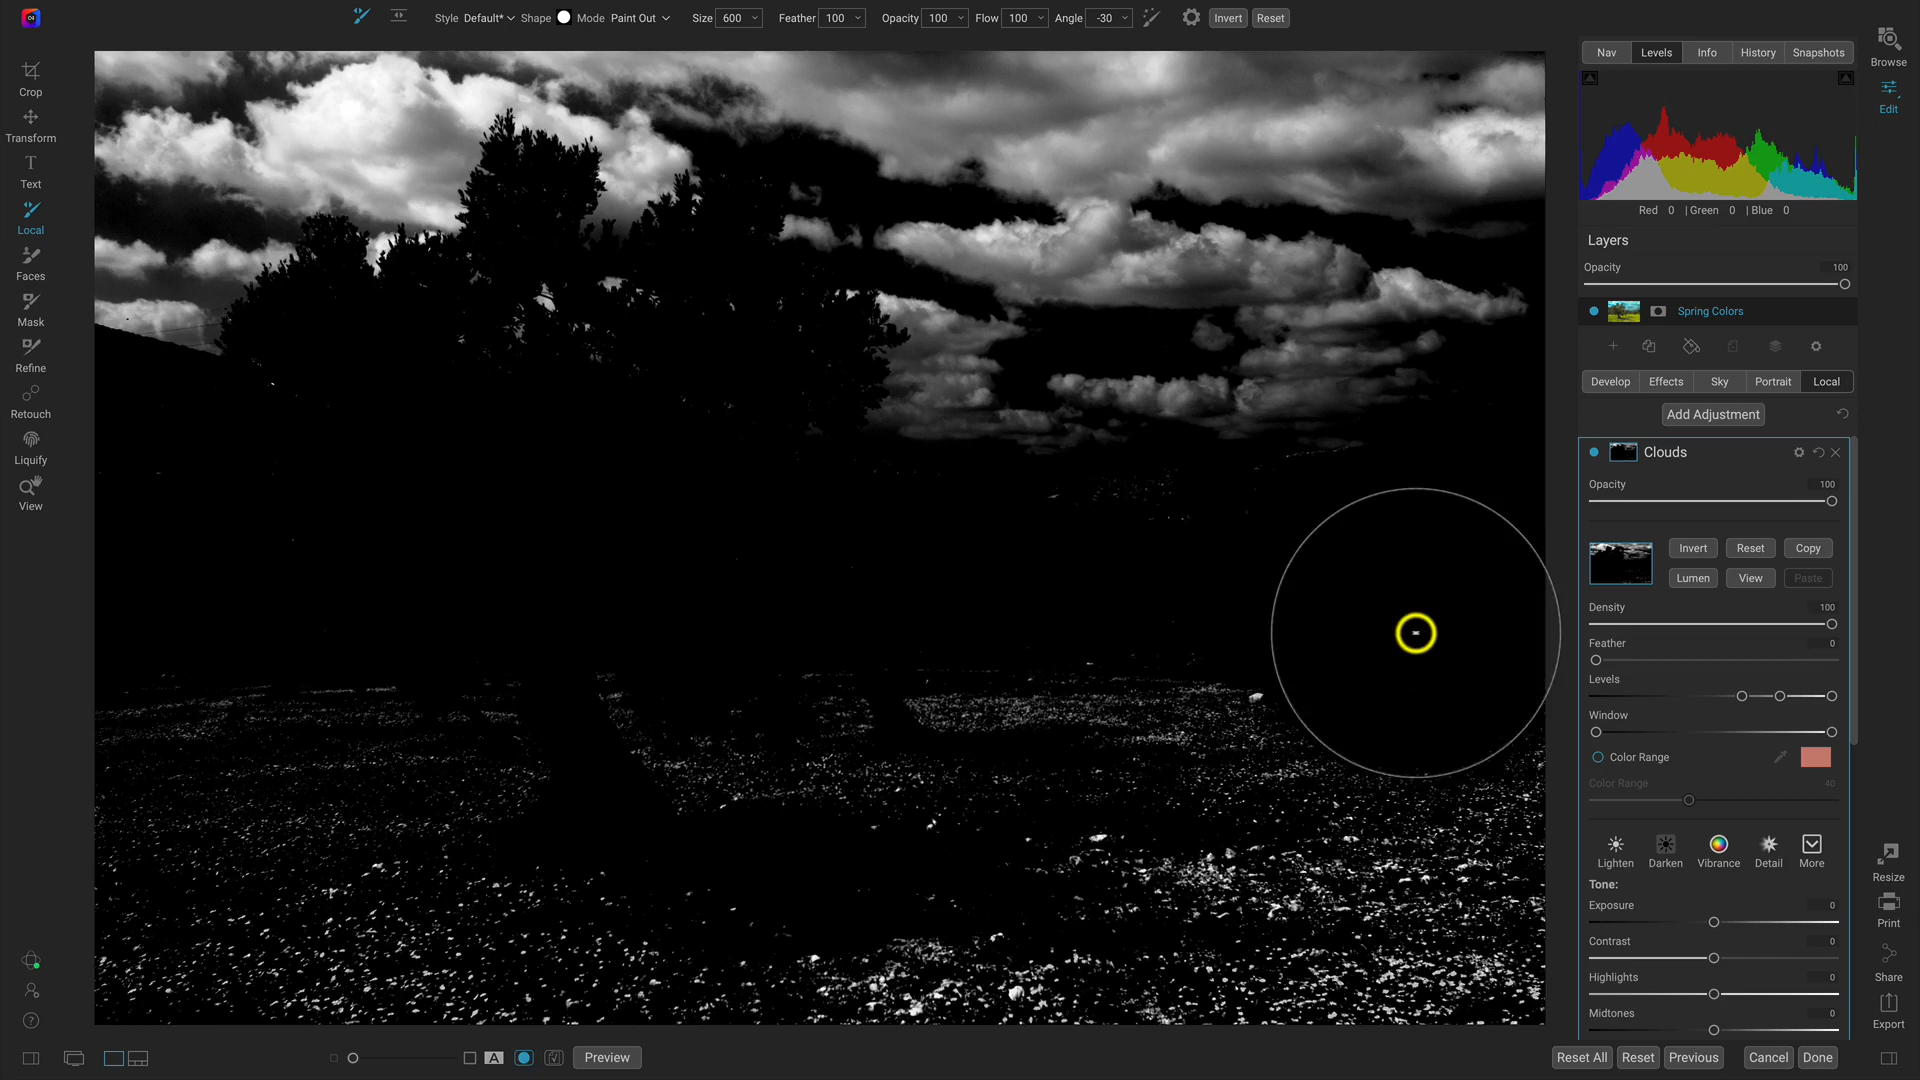 Style Default* Shape Mode Paint Out Size 600 Feather 100 Opacity 100 Flow 100 Angle -30 Invert Reset
Crop
Transform
Text
Local
Faces
Mask
Refine
Retouch
Liquify
View
Nav Levels Info History Snapshots
Red 0 | Green 0 | Blue 0
Layers
Opacity 100
Spring Colors
Develop Effects Sky Portrait Local
Add Adjustment
Clouds
Opacity 100
Invert Reset Copy
Lumen View Paste
Density 100
Feather 0
Levels
Window
Color Range
Color Range 40
Lighten Darken Vibrance Detail More
Tone:
Exposure 0
Contrast 0
Highlights 0
Midtones 0
Browse
Edit
Resize
Print
Share
Export
A Preview
Reset All Reset Previous Cancel Done